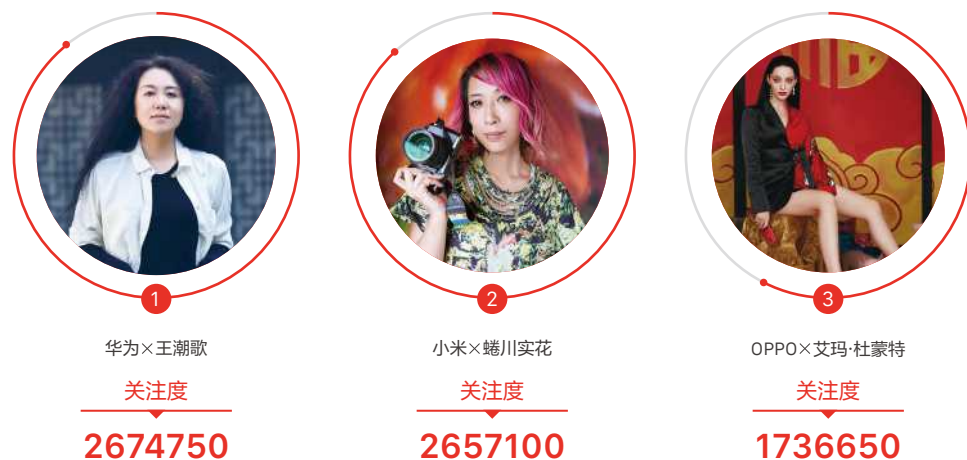 1
华为×王潮歌
关注度
2674750
2
小米×蜷川实花
关注度
2657100
3
OPPO×艾玛·杜蒙特
关注度
1736650